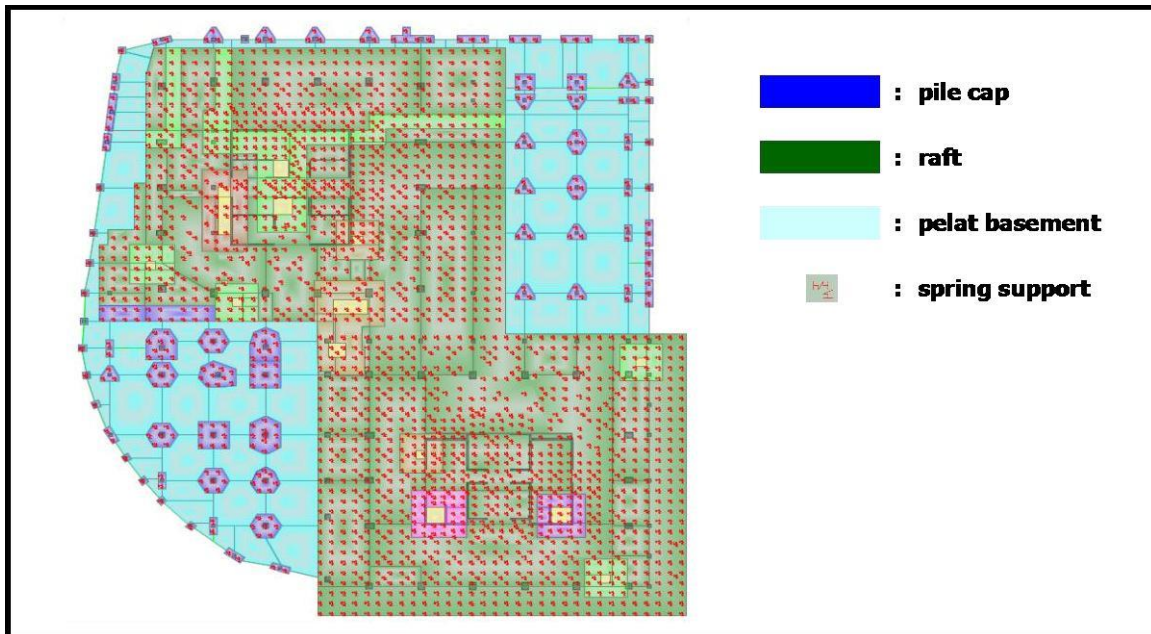 : pile cap
: raft
: pelat basement
: spring support